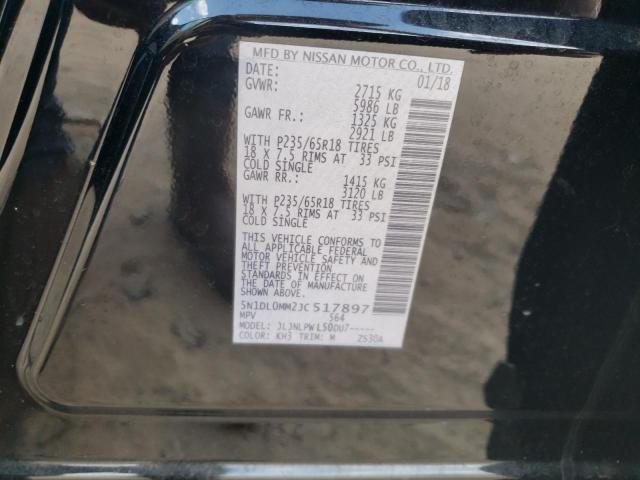 MFD BY NISSAN MOTOR CO., LTD.
DATE: 01/18
GVWR: 2715 KG
5986 LB
GAWR FR.: 1325 KG
2921 LB
WITH P235/65R18 TIRES
18 X 7.5 RIMS AT 33 PSI
COLD SINGLE
GAWR RR.: 1415 KG
3120 LB
WITH P235/65R18 TIRES
18 X 7.5 RIMS AT 33 PSI
COLD SINGLE
THIS VEHICLE CONFORMS TO
ALL APPLICABLE FEDERAL
MOTOR VEHICLE SAFETY AND
THEFT PREVENTION
STANDARDS IN EFFECT ON
THE DATE OF MANUFACTURE
SHOWN ABOVE.
5N1DL0MM2JC517897
MPV 564
MODEL: JLJNLPWL50OU7-----
COLOR: KH3 TRIM: M ZS30A